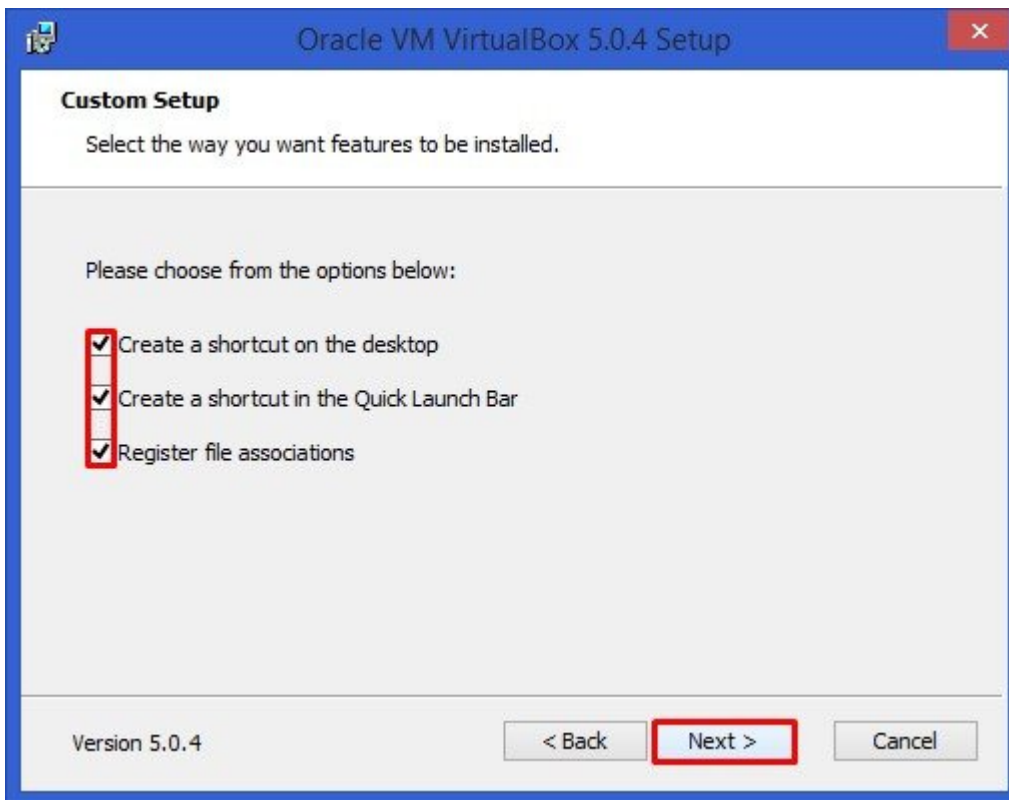 Oracle VM VirtualBox 5.0.4 Setup
Custom Setup
Select the way you want features to be installed.
Please choose from the options below:
Create a shortcut on the desktop
Create a shortcut in the Quick Launch Bar
Register file associations
Version 5.0.4
< Back
Next >
Cancel